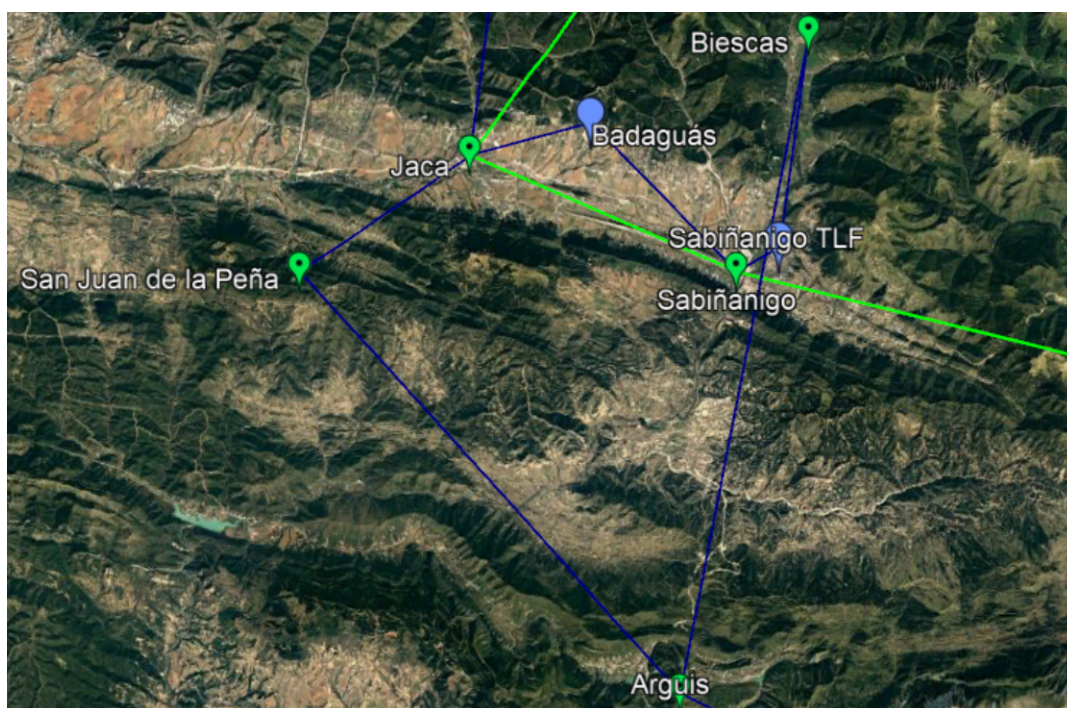 Biescas
Badaguás
Jaca
Sabiñanigo TLF
San Juan de la Peña
Sabiñanigo
Arguis